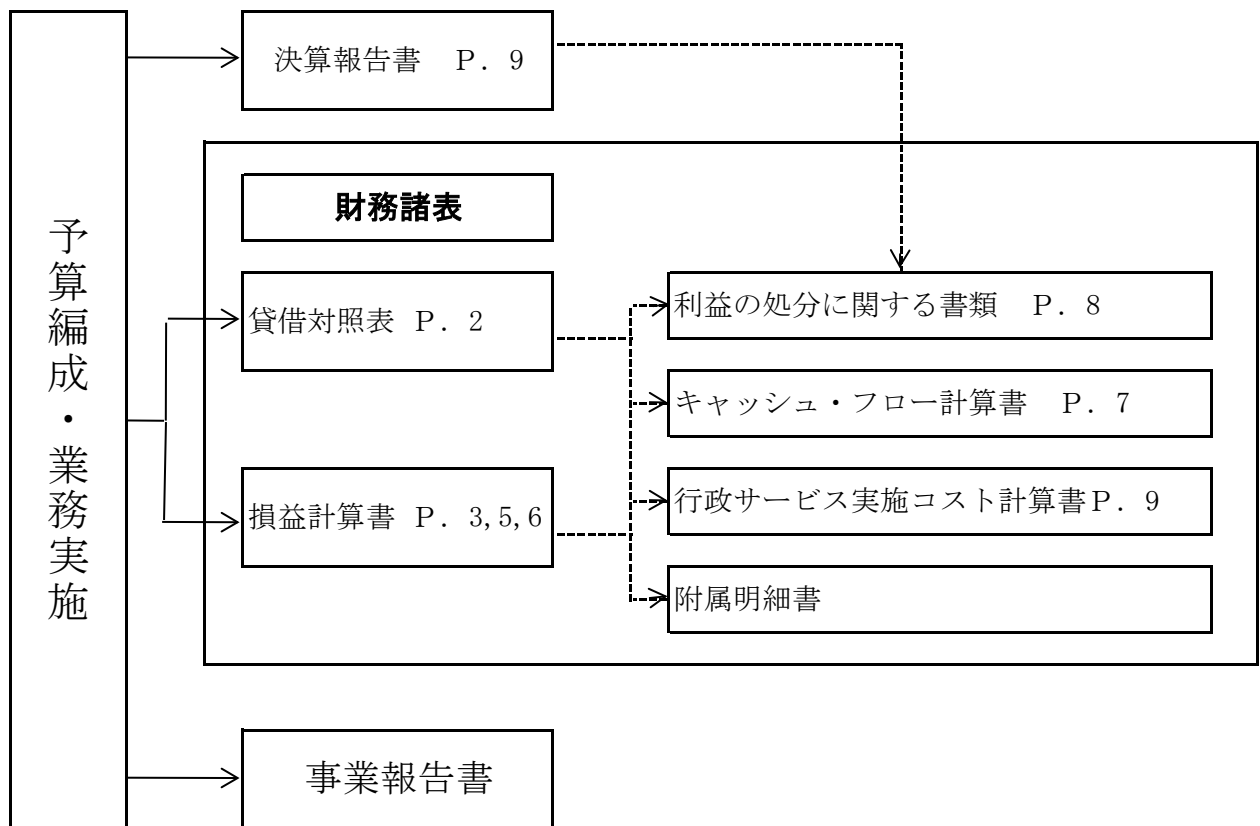 予算編成・業務実施
決算報告書 P. 9
財務諸表
貸借対照表 P. 2
損益計算書 P. 3,5,6
利益の処分に関する書類 P. 8
キャッシュ・フロー計算書 P. 7
行政サービス実施コスト計算書P. 9
附属明細書
事業報告書